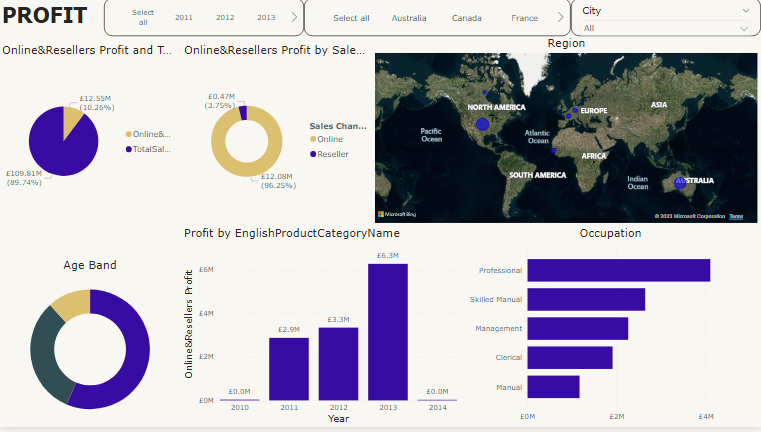 PROFIT
Select all
2011
2012
2013
Select all
Australia
Canada
France
City
All
Online&Resellers Profit and T...
£12.55M
(10.26%)
£109.81M
(89.74%)
Online&...
TotalSal...
Online&Resellers Profit by Sale...
£0.47M
(3.75%)
£12.08M
(96.25%)
Sales Chan...
Online
Reseller
Region
NORTH AMERICA
EUROPE
ASIA
Pacific
Ocean
Atlantic
Ocean
AFRICA
SOUTH AMERICA
Indian
Ocean
AUSTRALIA
Microsoft Bing
© 2023 Microsoft Corporation Terms
Age Band
Profit by EnglishProductCategoryName
Online&Resellers Profit
£6M
£4M
£2M
£0M
£0.0M
£2.9M
£3.3M
£6.3M
£0.0M
2010
2011
2012
2013
2014
Year
Occupation
Professional
Skilled Manual
Management
Clerical
Manual
£0M
£2M
£4M